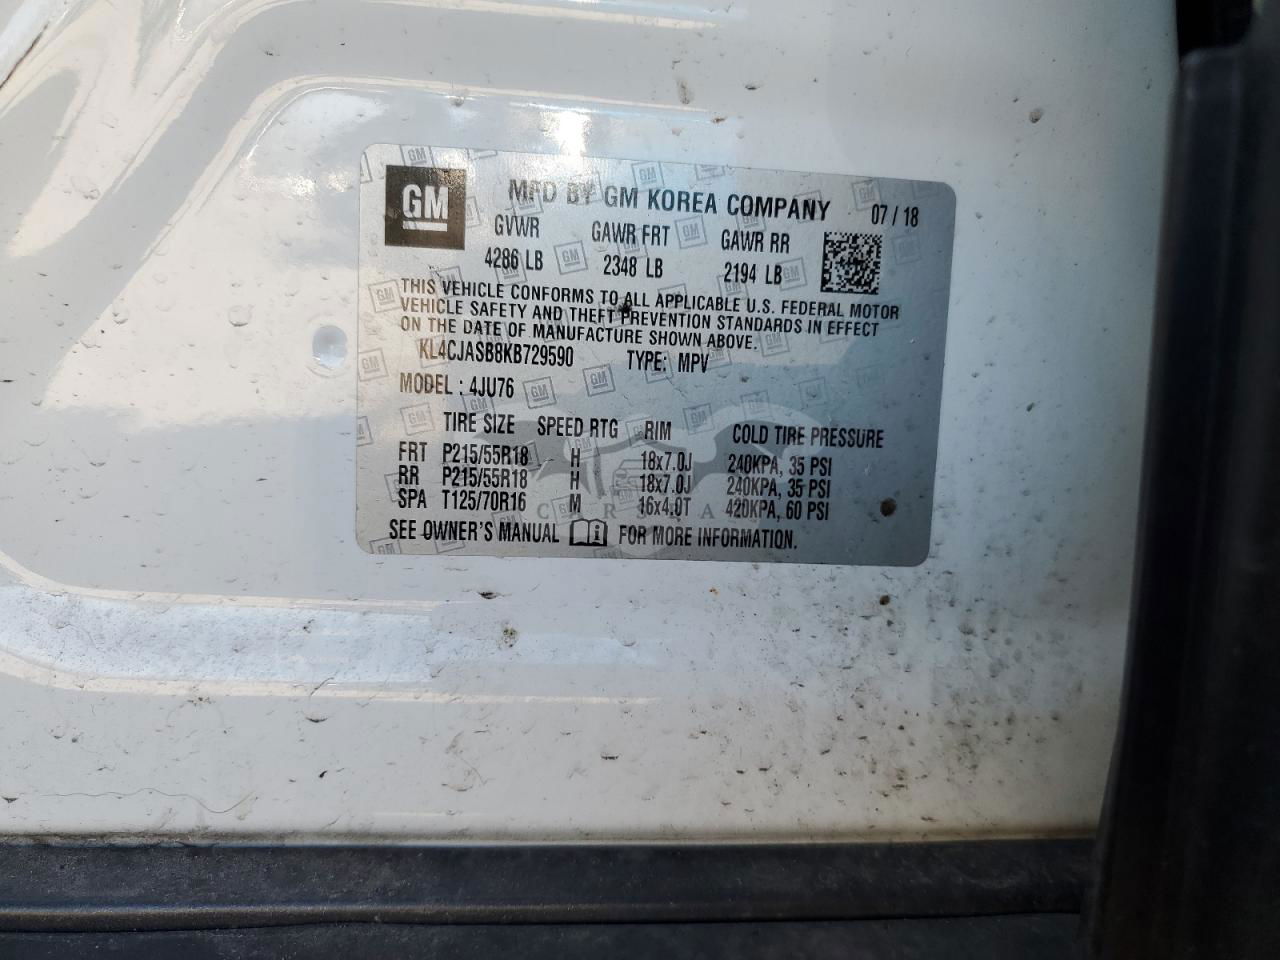 GM MFD BY GM KOREA COMPANY 07 / 18
GVWR GAWR FRT GAWR RR
4286 LB 2348 LB 2194 LB
THIS VEHICLE CONFORMS TO ALL APPLICABLE U.S. FEDERAL MOTOR
VEHICLE SAFETY AND THEFT PREVENTION STANDARDS IN EFFECT
ON THE DATE OF MANUFACTURE SHOWN ABOVE.
KL4CJASB8KB729590 TYPE: MPV
MODEL : 4JU76
TIRE SIZE SPEED RTG RIM COLD TIRE PRESSURE
FRT P215/55R18 H 18x7.0J 240KPA, 35 PSI
RR P215/55R18 H 18x7.0J 240KPA, 35 PSI
SPA T125/70R16 M 16x4.0T 420KPA, 60 PSI
SEE OWNER'S MANUAL FOR MORE INFORMATION.